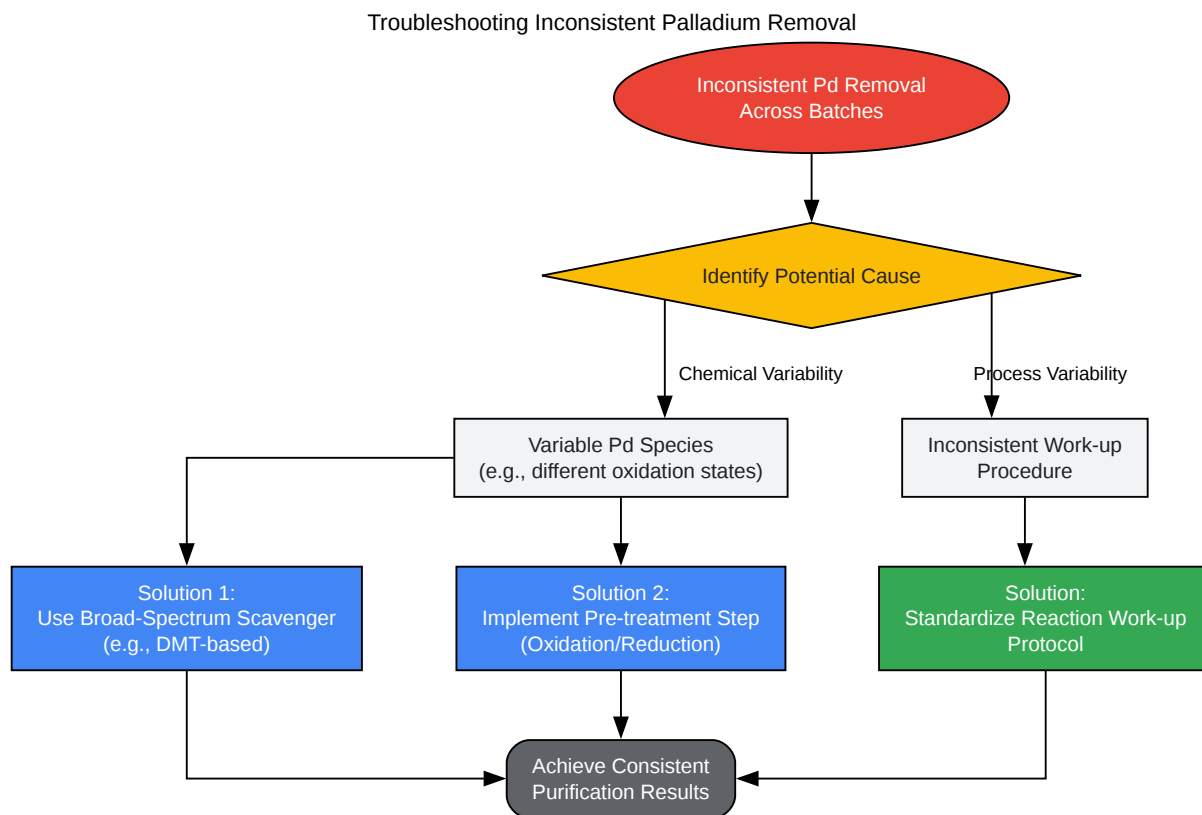 Troubleshooting Inconsistent Palladium Removal
Inconsistent Pd Removal
Across Batches
Identify Potential Cause
Chemical Variability
Process Variability
Variable Pd Species
(e.g., different oxidation states)
Inconsistent Work-up
Procedure
Solution 1:
Use Broad-Spectrum Scavenger
(e.g., DMT-based)
Solution 2:
Implement Pre-treatment Step
(Oxidation/Reduction)
Solution:
Standardize Reaction Work-up
Protocol
Achieve Consistent
Purification Results